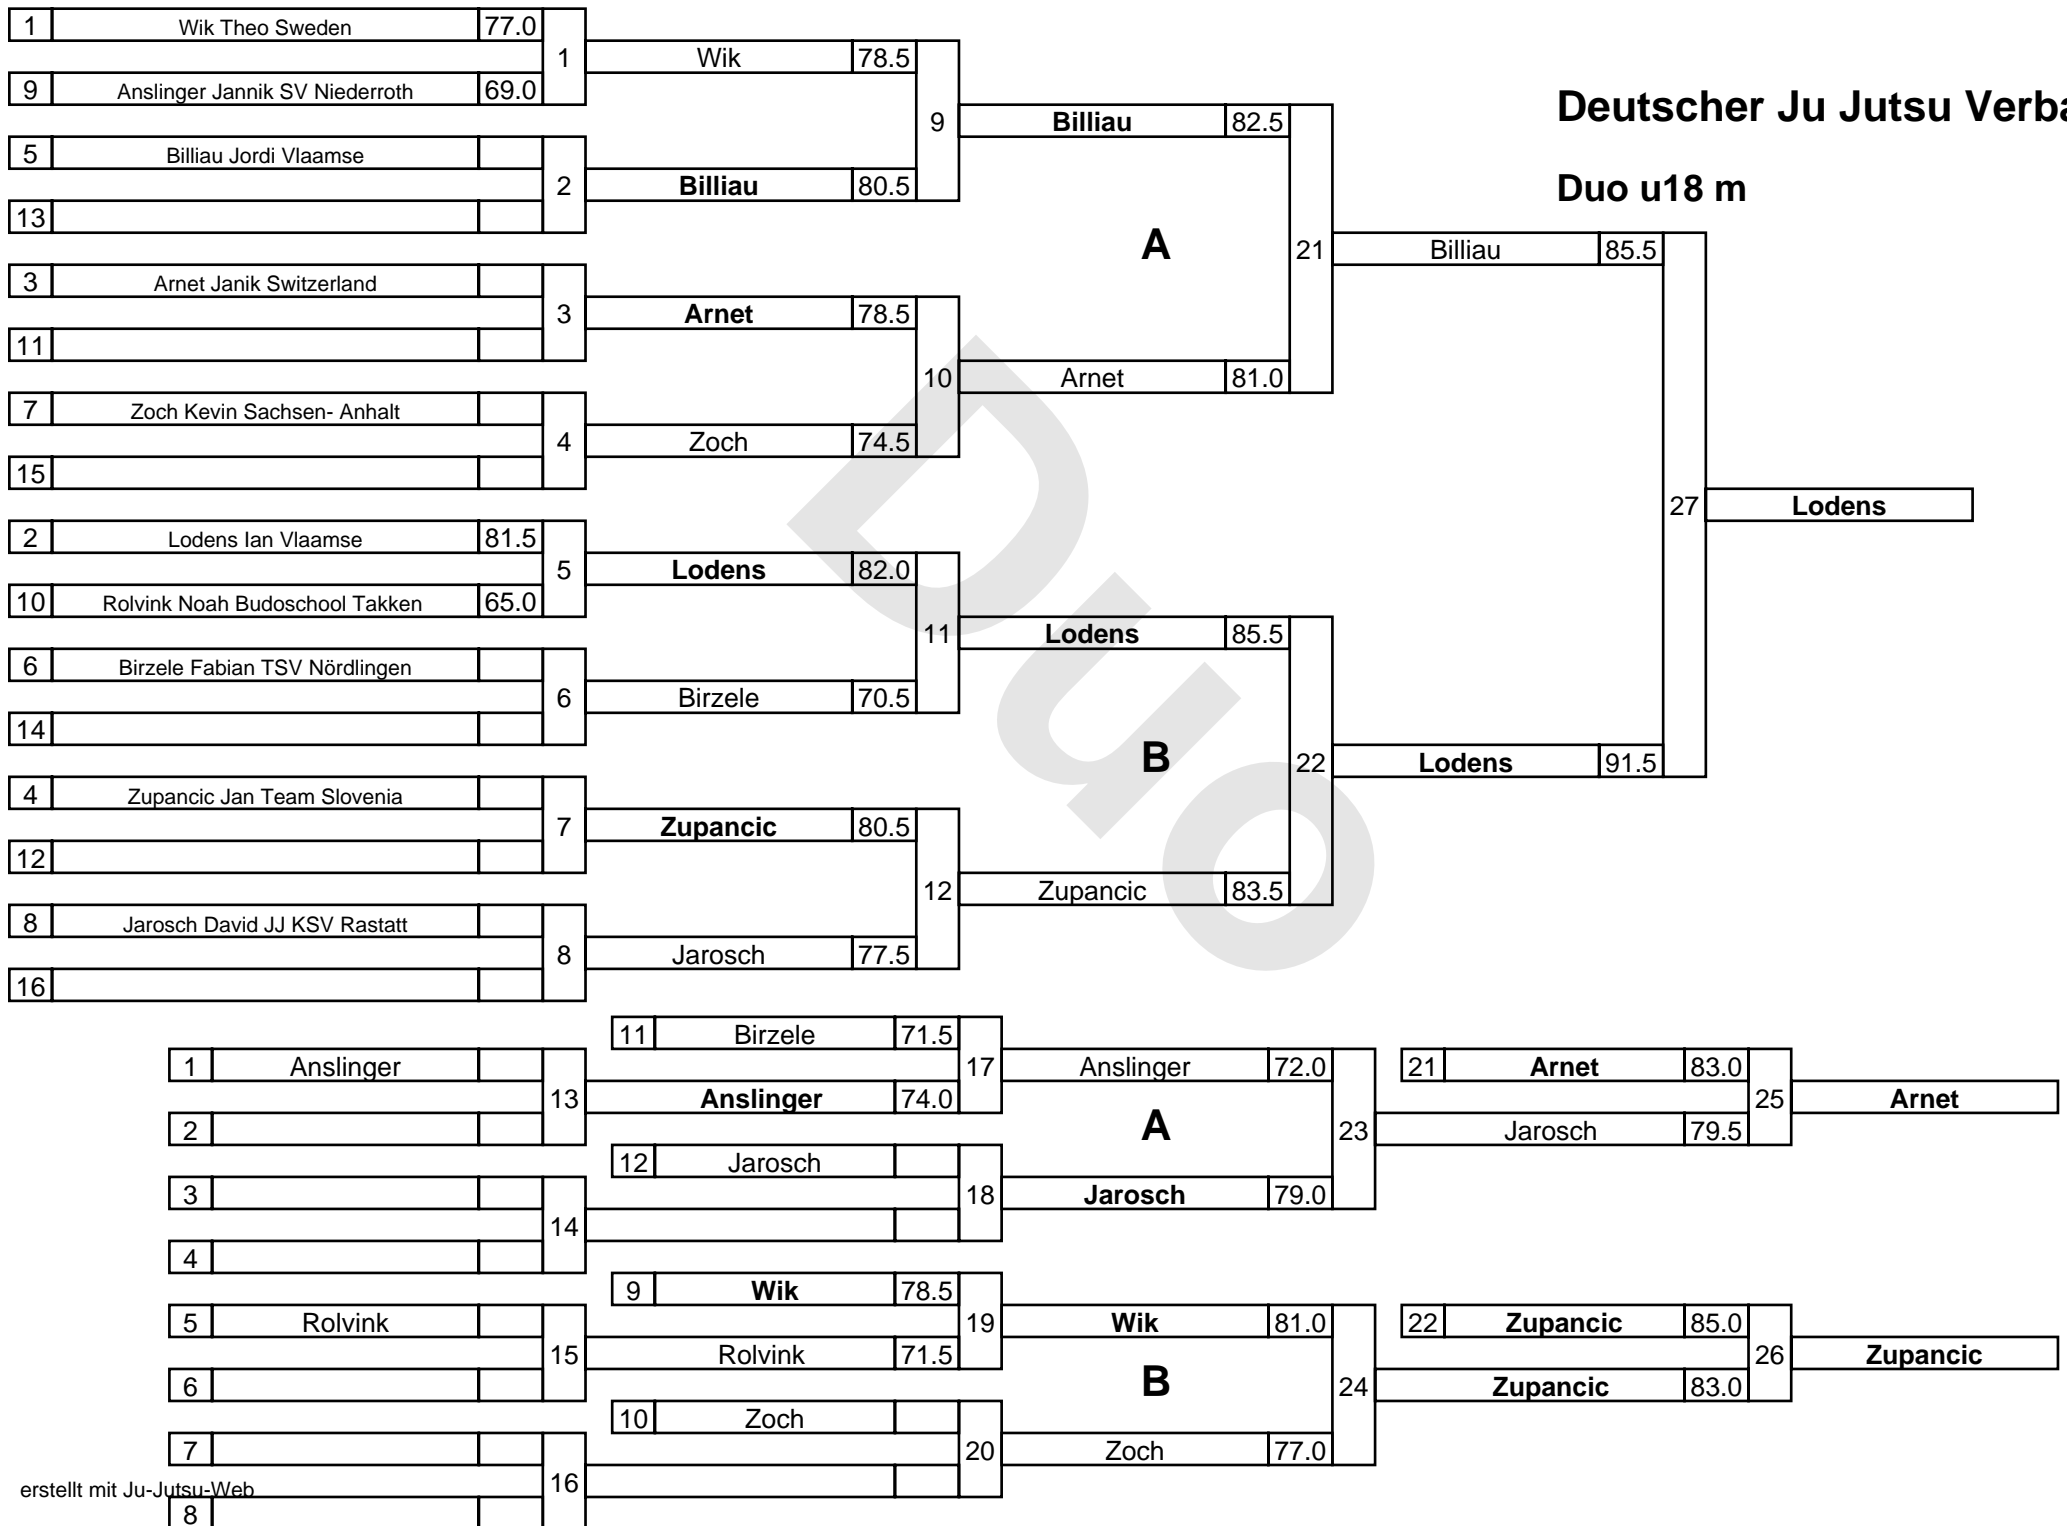 Deutscher Ju Jutsu Verba
Duo u18 m
1 Wik Theo Sweden 77.0
9 Anslinger Jannik SV Niederroth 69.0
1
5 Billiau Jordi Vlaamse
13
2
3 Arnet Janik Switzerland
11
3
7 Zoch Kevin Sachsen- Anhalt
15
4
2 Lodens Ian Vlaamse 81.5
10 Rolvink Noah Budoschool Takken 65.0
5
6 Birzele Fabian TSV Nördlingen
14
6
4 Zupancic Jan Team Slovenia
12
7
8 Jarosch David JJ KSV Rastatt
16
8
Wik 78.5
Billiau 80.5
9
Arnet 78.5
Zoch 74.5
10
Lodens 82.0
Birzele 70.5
11
Zupancic 80.5
Jarosch 77.5
12
Billiau 82.5
A
Arnet 81.0
21
Lodens 85.5
B
Zupancic 83.5
22
Billiau 85.5
Lodens 91.5
27
Lodens
Duo
1 Anslinger
2
13
3
4
14
5 Rolvink
6
15
7
8
16
11 Birzele 71.5
Anslinger 74.0
17
12 Jarosch
18
9 Wik 78.5
Rolvink 71.5
19
10 Zoch
20
Anslinger 72.0
A
Jarosch 79.0
23
Wik 81.0
B
Zoch 77.0
24
21 Arnet 83.0
Jarosch 79.5
25
Arnet
22 Zupancic 85.0
Zupancic 83.0
26
Zupancic
erstellt mit Ju-Jutsu-Web